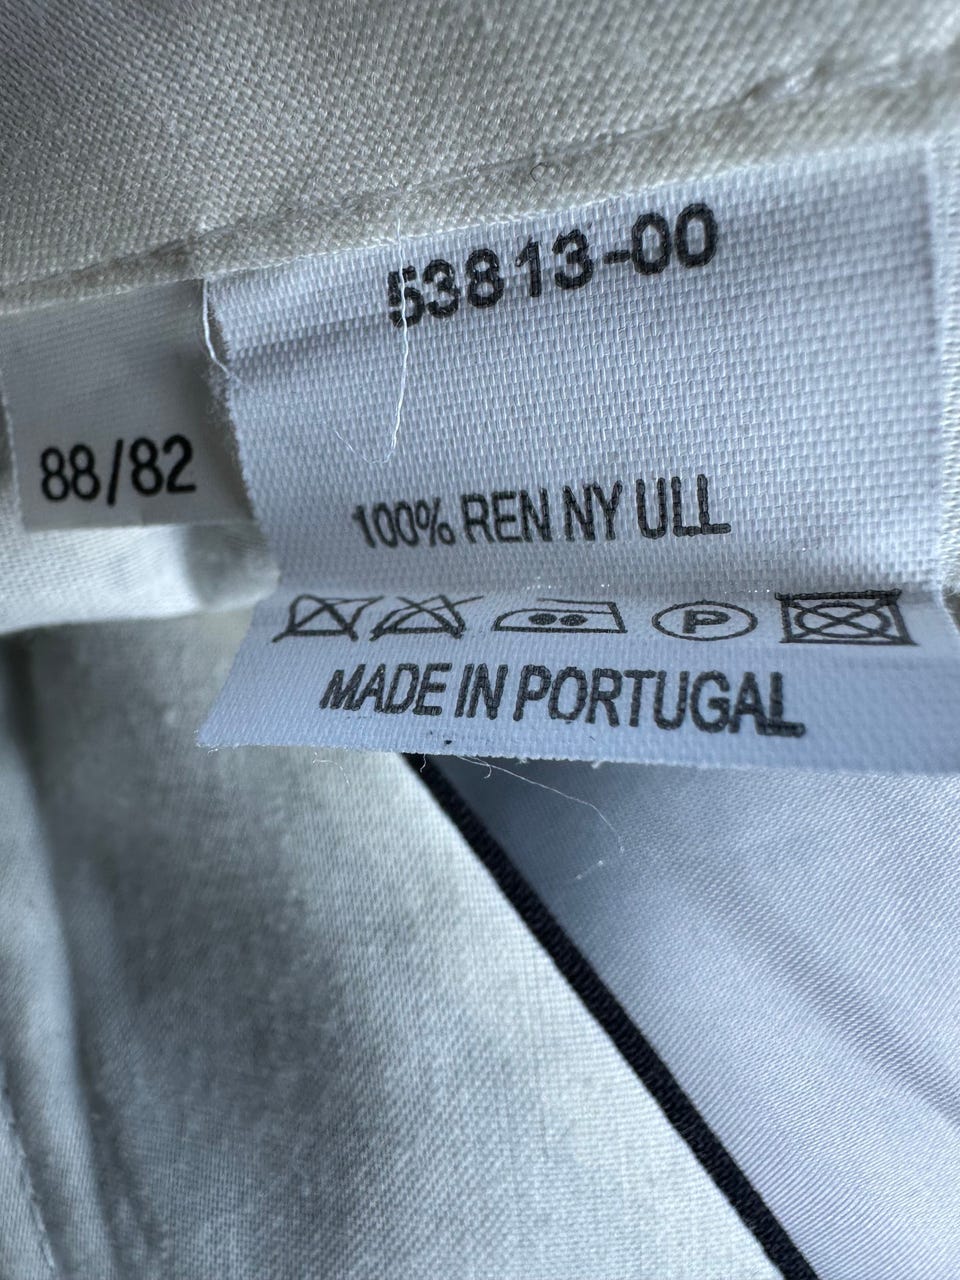 53813-00
88/82
100% REN NY ULL
P
MADE IN PORTUGAL